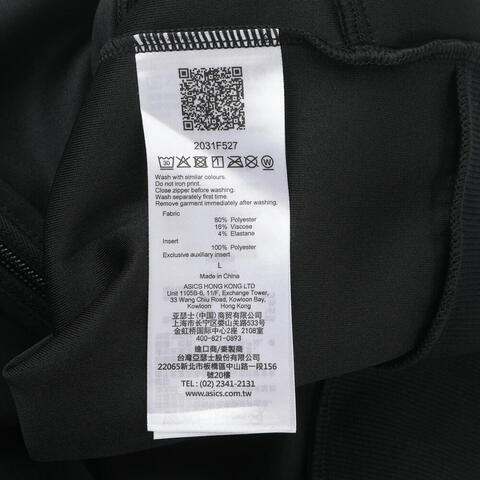 2031F527
30
W
Wash with similar colours.
Do not iron print.
Close zipper before washing.
Wash separately first time.
Remove garment immediately after washing.
Fabric
80% Polyester
16% Viscose
4% Elastane
Insert
100% Polyester
Exclusive auxiliary insert
L
Made in China
ASICS HONG KONG LTD
Unit 1105B-6, 11/F, Exchange Tower,
33 Wang Chiu Road, Kowloon Bay,
Kowloon Hong Kong
亚瑟士(中国)商贸有限公司
上海市长宁区娄山关路533号
金虹桥国际中心2座 2108室
400-821-0893
進口商/委製商
台灣亞瑟士股份有限公司
22065新北市板橋區中山路一段156
號20樓
TEL: (02) 2341-2131
www.asics.com.tw